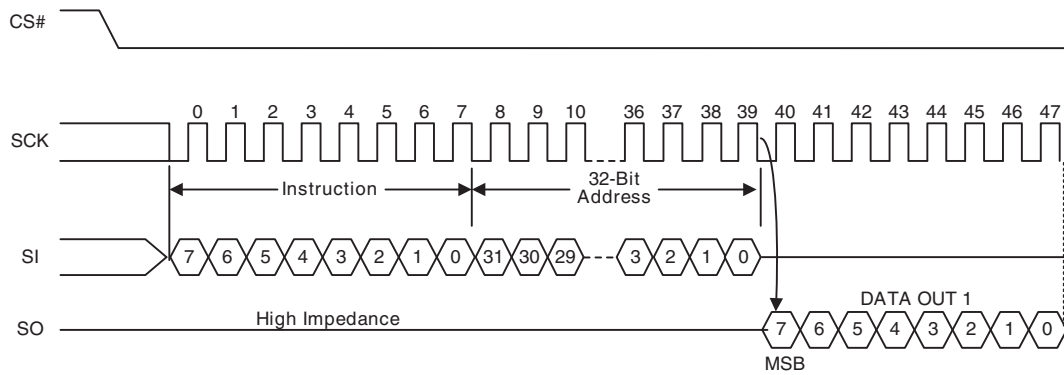 CS#
0 1 2 3 4 5 6 7 8 9 10 36 37 38 39 40 41 42 43 44 45 46 47
SCK
Instruction
32-Bit
Address
SI
7 6 5 4 3 2 1 0 31 30 29 3 2 1 0
DATA OUT 1
High Impedance
SO
7 6 5 4 3 2 1 0
MSB